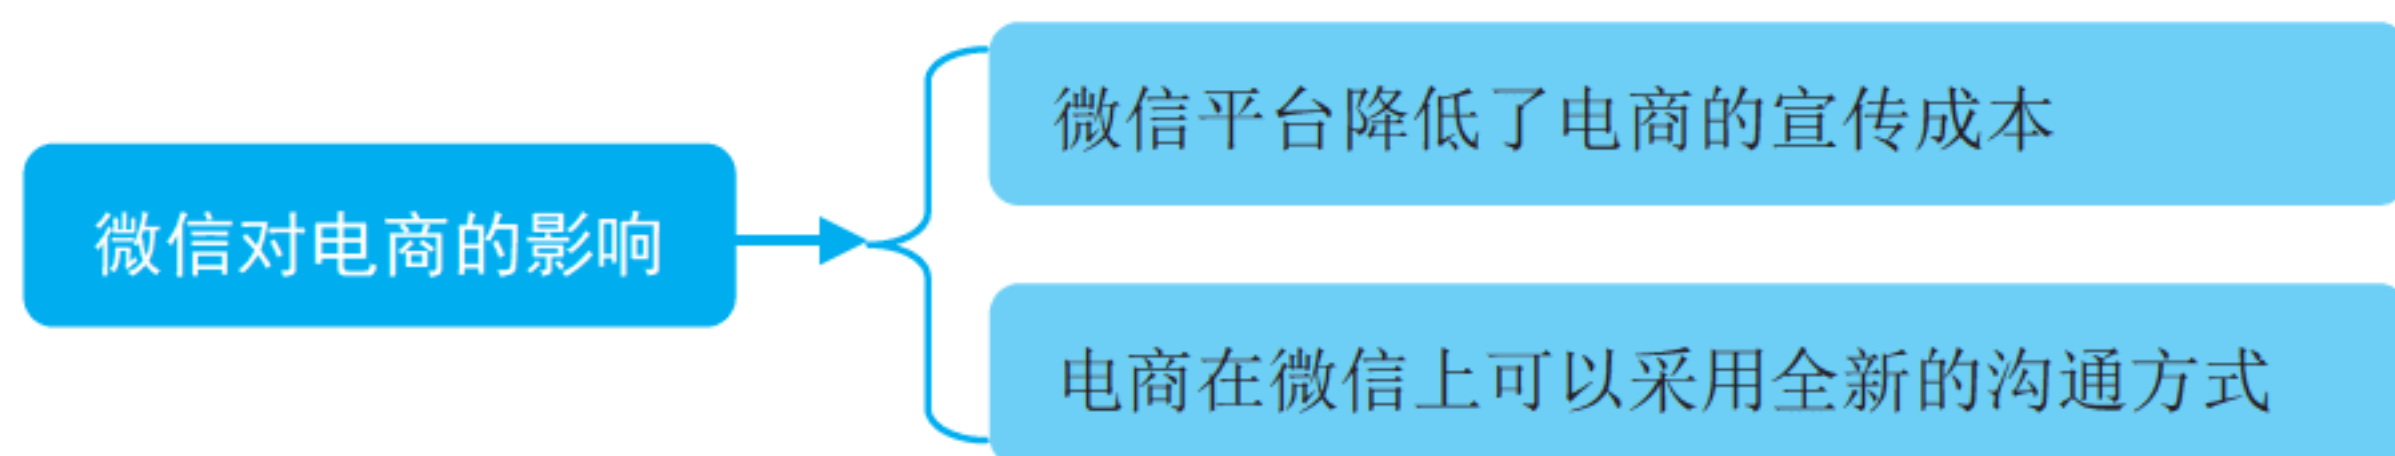 微信对电商的影响
微信平台降低了电商的宣传成本
电商在微信上可以采用全新的沟通方式